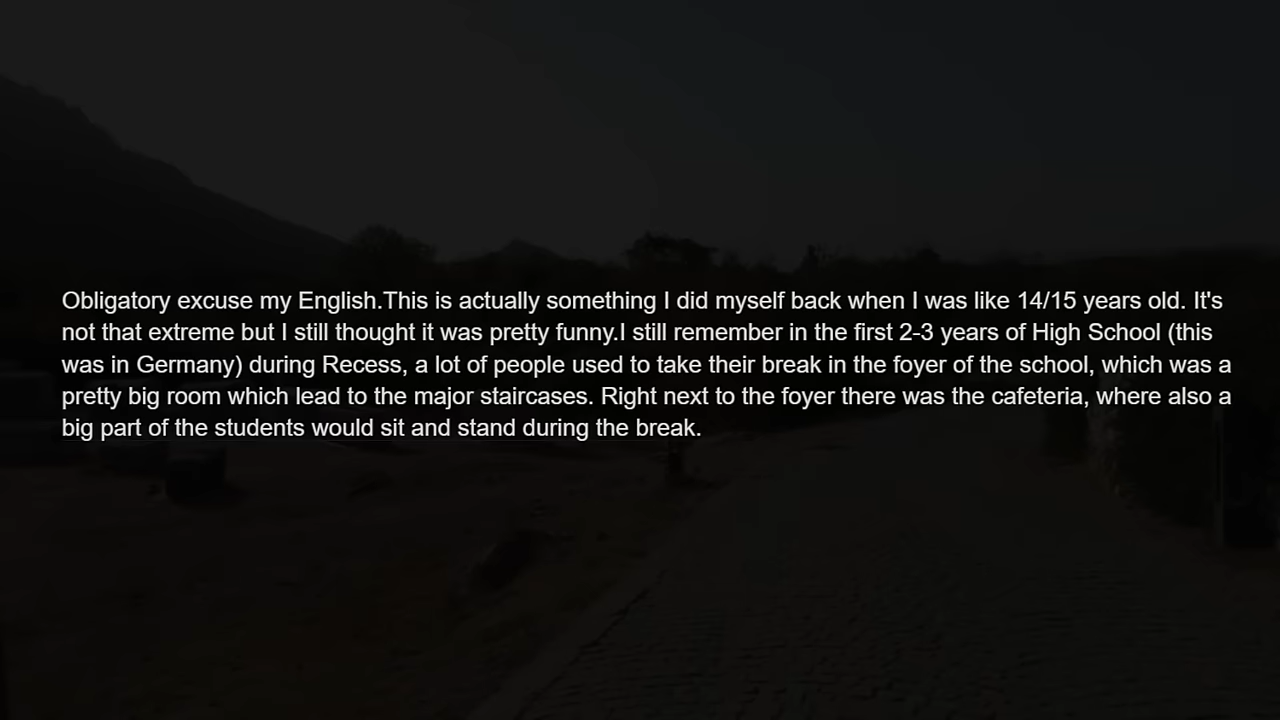 Obligatory excuse my English.This is actually something I did myself back when I was like 14/15 years old. It's
not that extreme but I still thought it was pretty funny.I still remember in the first 2-3 years of High School (this
was in Germany) during Recess, a lot of people used to take their break in the foyer of the school, which was a
pretty big room which lead to the major staircases. Right next to the foyer there was the cafeteria, where also a
big part of the students would sit and stand during the break.